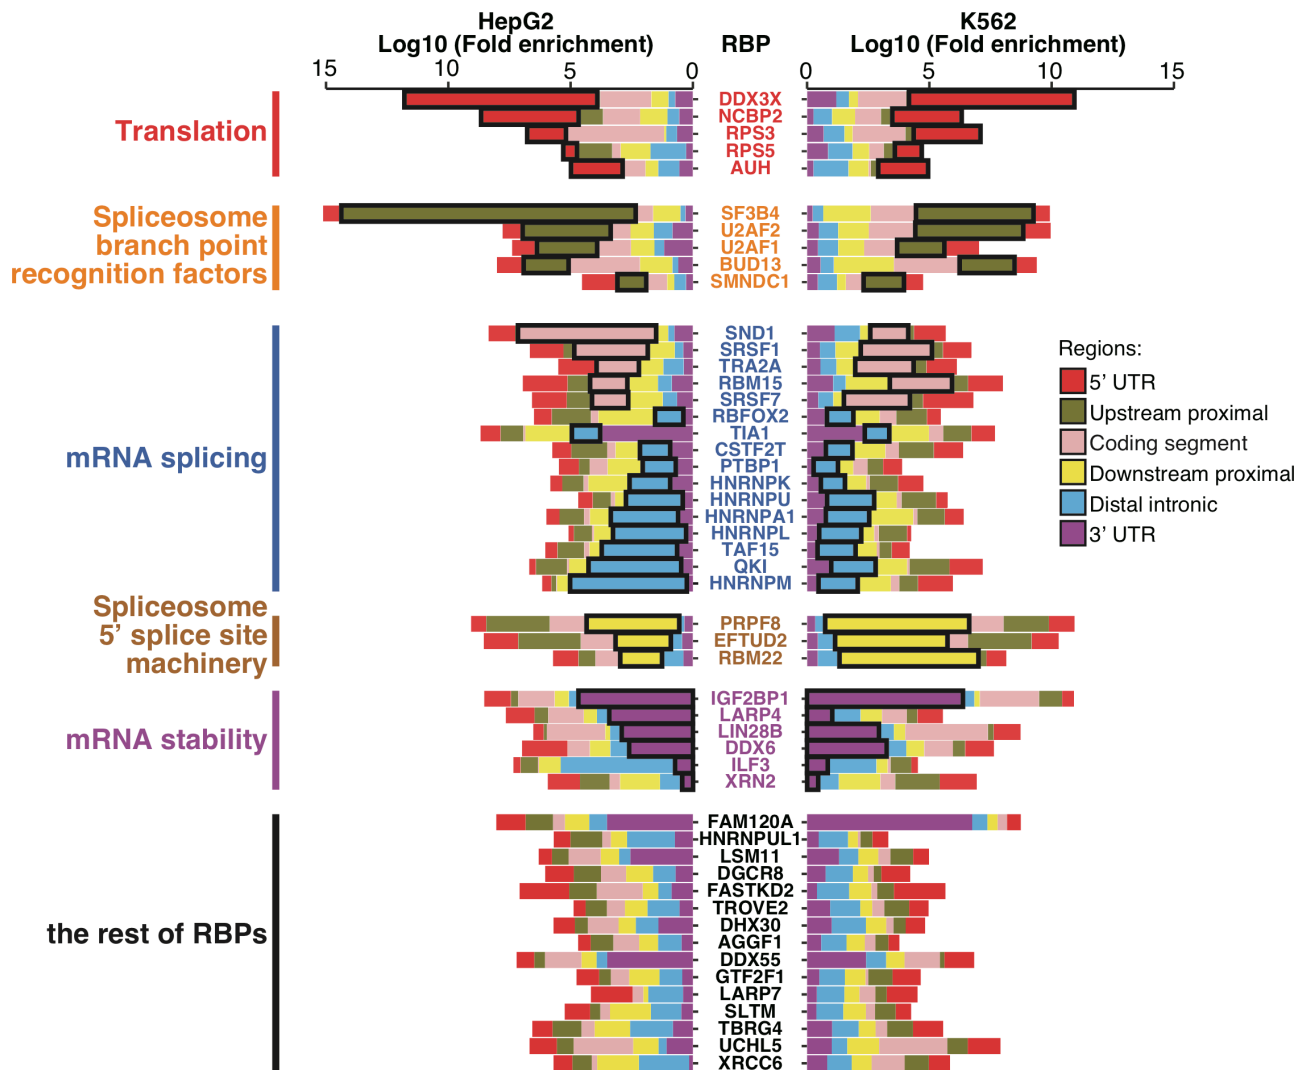 HepG2
Log10 (Fold enrichment)
RBP
K562
Log10 (Fold enrichment)
15 10 5 0
0 5 10 15
Translation
DDX3X
NCBP2
RPS3
RPS5
AUH
Spliceosome
branch point
recognition factors
SF3B4
U2AF2
U2AF1
BUD13
SMNDC1
mRNA splicing
SND1
SRSF1
TRA2A
RBM15
SRSF7
RBFOX2
TIA1
CSTF2T
PTBP1
HNRNPK
HNRNPU
HNRNPA1
HNRNPL
TAF15
QKI
HNRNPM
Regions:
5’ UTR
Upstream proximal
Coding segment
Downstream proximal
Distal intronic
3’ UTR
Spliceosome
5’ splice site
machinery
PRPF8
EFTUD2
RBM22
mRNA stability
IGF2BP1
LARP4
LIN28B
DDX6
ILF3
XRN2
the rest of RBPs
FAM120A
HNRNPUL1
LSM11
DGCR8
FASTKD2
TROVE2
DHX30
AGGF1
DDX55
GTF2F1
LARP7
SLTM
TBRG4
UCHL5
XRCC6